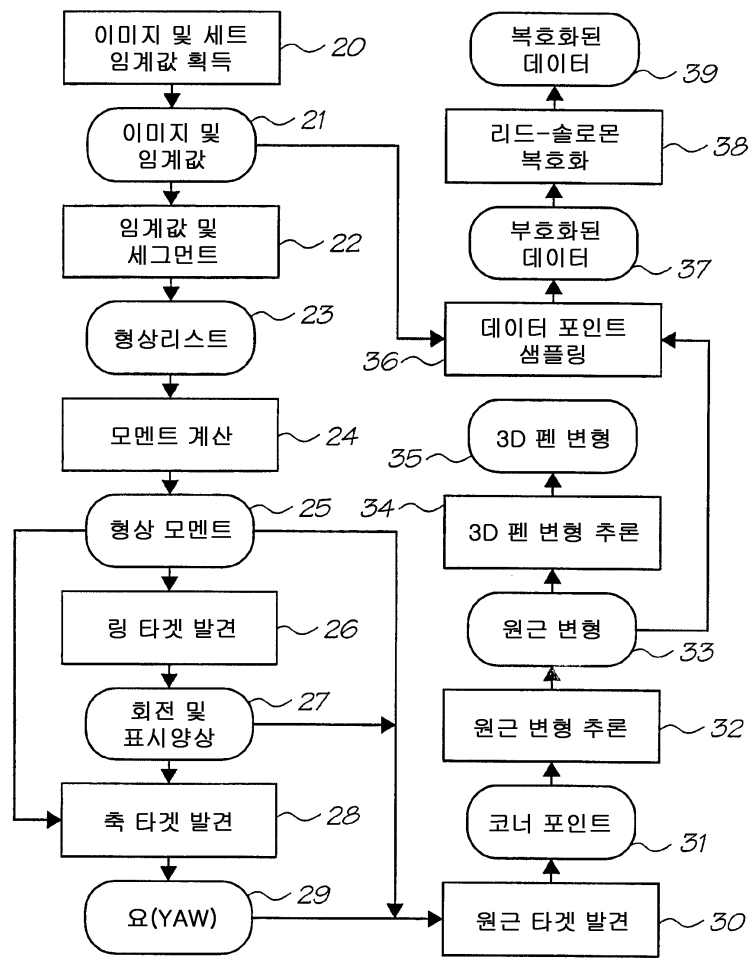 이미지 및 세트
임계값 획득
20
이미지 및
임계값
21
임계값 및
세그먼트
22
형상리스트
23
모멘트 계산
24
형상 모멘트
25
링 타겟 발견
26
회전 및
표시양상
27
축 타겟 발견
28
요(YAW)
29
복호화된
데이터
39
리드-솔로몬
복호화
38
부호화된
데이터
37
데이터 포인트
샘플링
36
3D 펜 변형
35
34
3D 펜 변형 추론
원근 변형
33
원근 변형 추론
32
코너 포인트
31
원근 타겟 발견
30